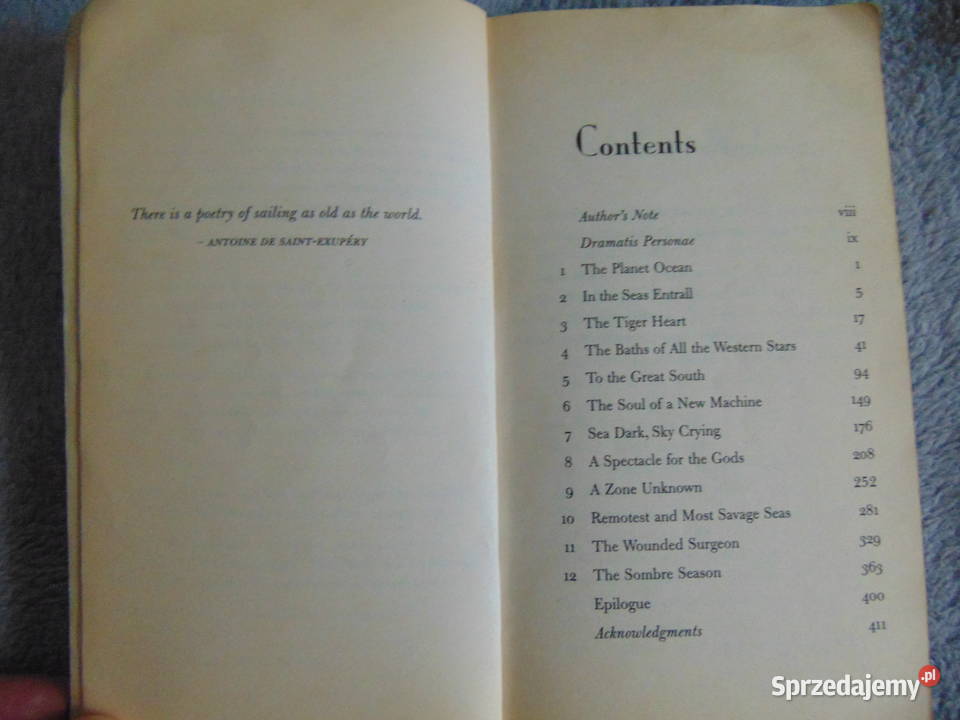 There is a poetry of sailing as old as the world.
– ANTOINE DE SAINT-EXUPÉRY
Contents
Author's Note viii
Dramatis Personae ix
1 The Planet Ocean 1
2 In the Seas Entrall 5
3 The Tiger Heart 17
4 The Baths of All the Western Stars 41
5 To the Great South 94
6 The Soul of a New Machine 149
7 Sea Dark, Sky Crying 176
8 A Spectacle for the Gods 208
9 A Zone Unknown 252
10 Remotest and Most Savage Seas 281
11 The Wounded Surgeon 329
12 The Sombre Season 363
Epilogue 400
Acknowledgments 411
Sprzedajemy.pl